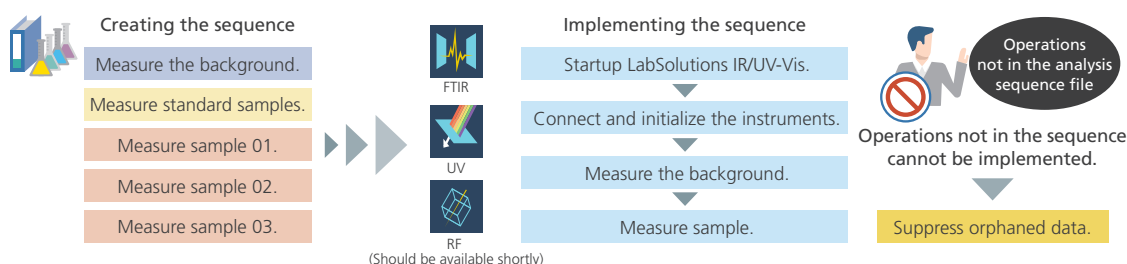 Creating the sequence
Measure the background.
Measure standard samples.
Measure sample 01.
Measure sample 02.
Measure sample 03.
FTIR
UV
RF
(Should be available shortly)
Implementing the sequence
Startup LabSolutions IR/UV-Vis.
Connect and initialize the instruments.
Measure the background.
Measure sample.
Operations
not in the analysis
sequence file
Operations not in the sequence
cannot be implemented.
Suppress orphaned data.